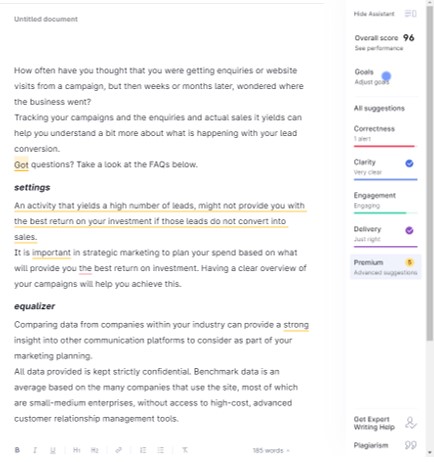 Untitled document
Hide Assistant
Overall score 96
See performance
Goals
Adjust goals
All suggestions
Correctness
1 alert
Clarity
Very clear
Engagement
Engaging
Delivery
Just right
Premium 5
Advanced suggestions
Get Expert
Writing Help
Plagiarism
How often have you thought that you were getting enquiries or website
visits from a campaign, but then weeks or months later, wondered where
the business went?
Tracking your campaigns and the enquiries and actual sales it yields can
help you understand a bit more about what is happening with your lead
conversion.
Got questions? Take a look at the FAQs below.
settings
An activity that yields a high number of leads, might not provide you with
the best return on your investment if those leads do not convert into
sales.
It is important in strategic marketing to plan your spend based on what
will provide you the best return on investment. Having a clear overview of
your campaigns will help you achieve this.
equalizer
Comparing data from companies within your industry can provide a strong
insight into other communication platforms to consider as part of your
marketing planning.
All data provided is kept strictly confidential. Benchmark data is an
average based on the many companies that use the site, most of which
are small-medium enterprises, without access to high-cost, advanced
customer relationship management tools.
B I U H1 H2
185 words